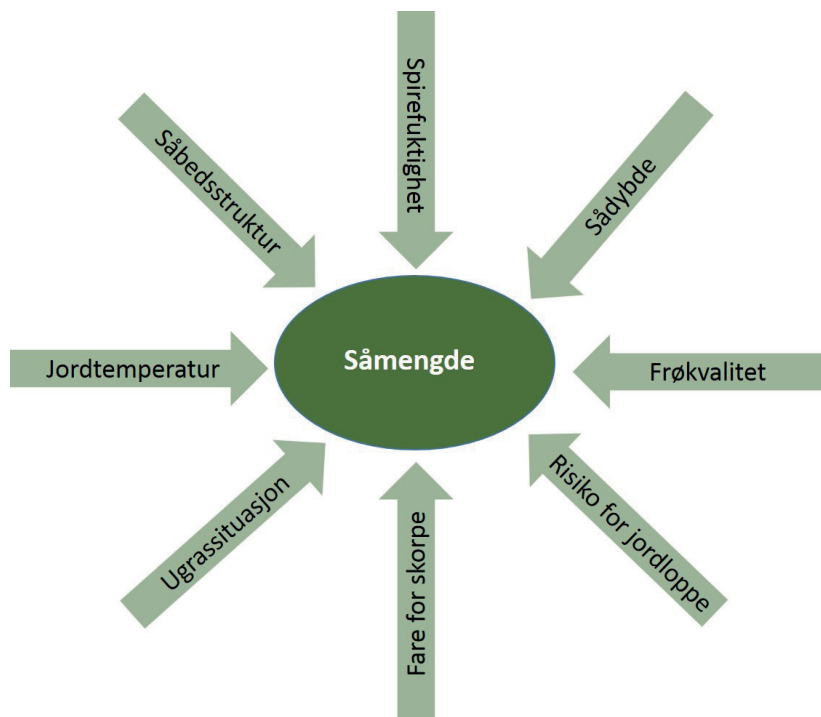 Spirefuktighet
Såbedsstruktur
Sådybde
Jordtemperatur
Såmengde
Frøkvalitet
Ugrassituasjon
Fare for skorpe
Risiko for jordloppe